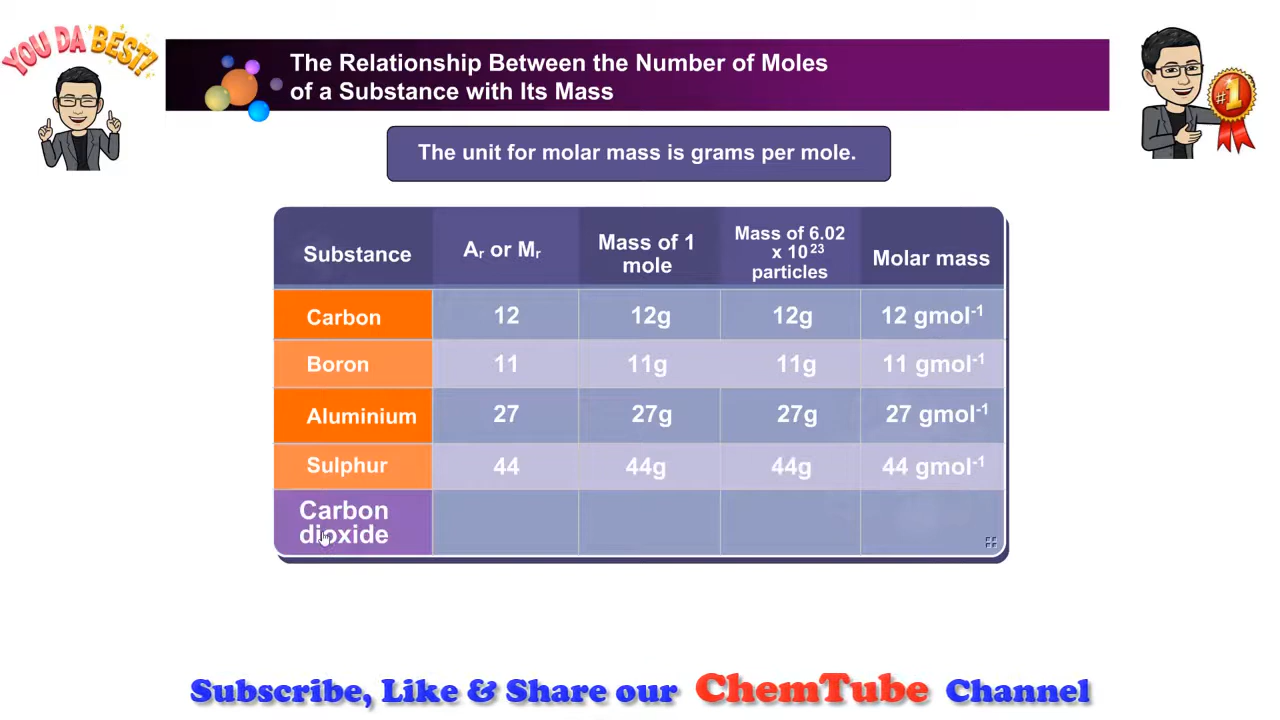 YOU DA BEST!
The Relationship Between the Number of Moles
of a Substance with Its Mass
#1
The unit for molar mass is grams per mole.
Substance
Aᵣ or Mᵣ
Mass of 1
mole
Mass of 6.02
x 10²³
particles
Molar mass
Carbon 12 12g 12g 12 gmol⁻¹
Boron 11 11g 11g 11 gmol⁻¹
Aluminium 27 27g 27g 27 gmol⁻¹
Sulphur 44 44g 44g 44 gmol⁻¹
Carbon
dioxide
Subscribe, Like & Share our ChemTube Channel